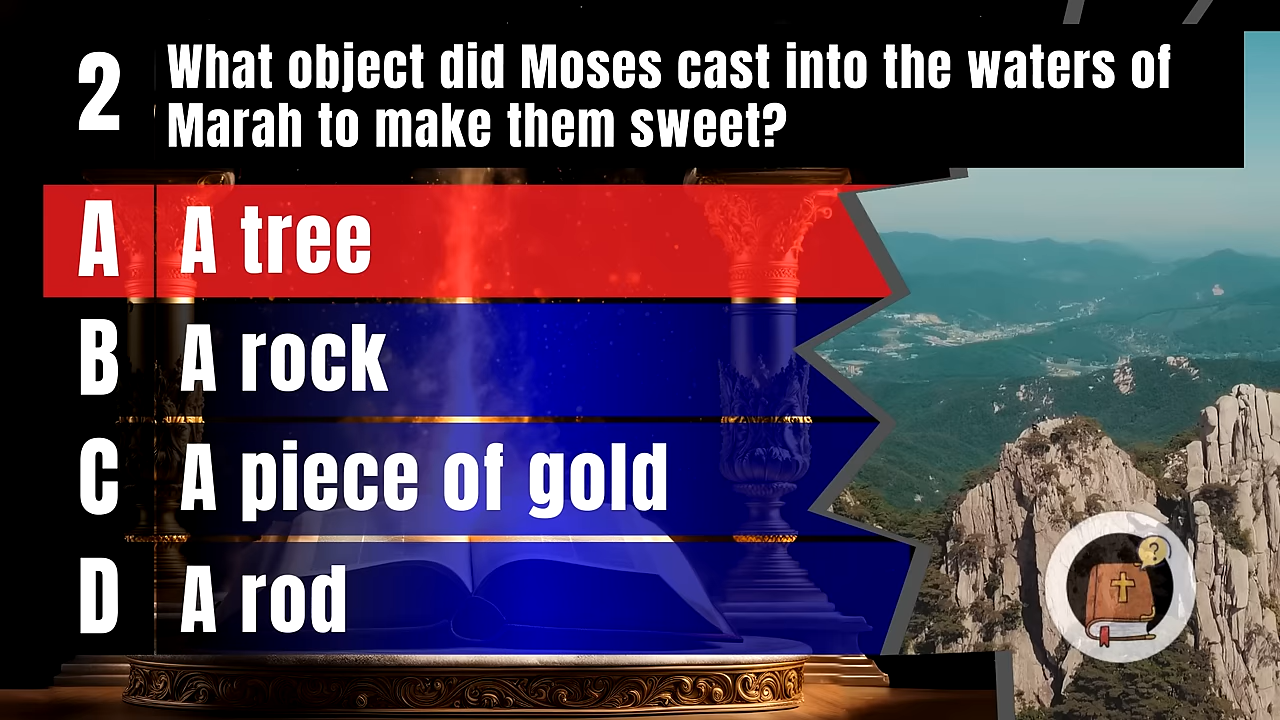 2
What object did Moses cast into the waters of
Marah to make them sweet?
A A tree
B A rock
C A piece of gold
D A rod
?